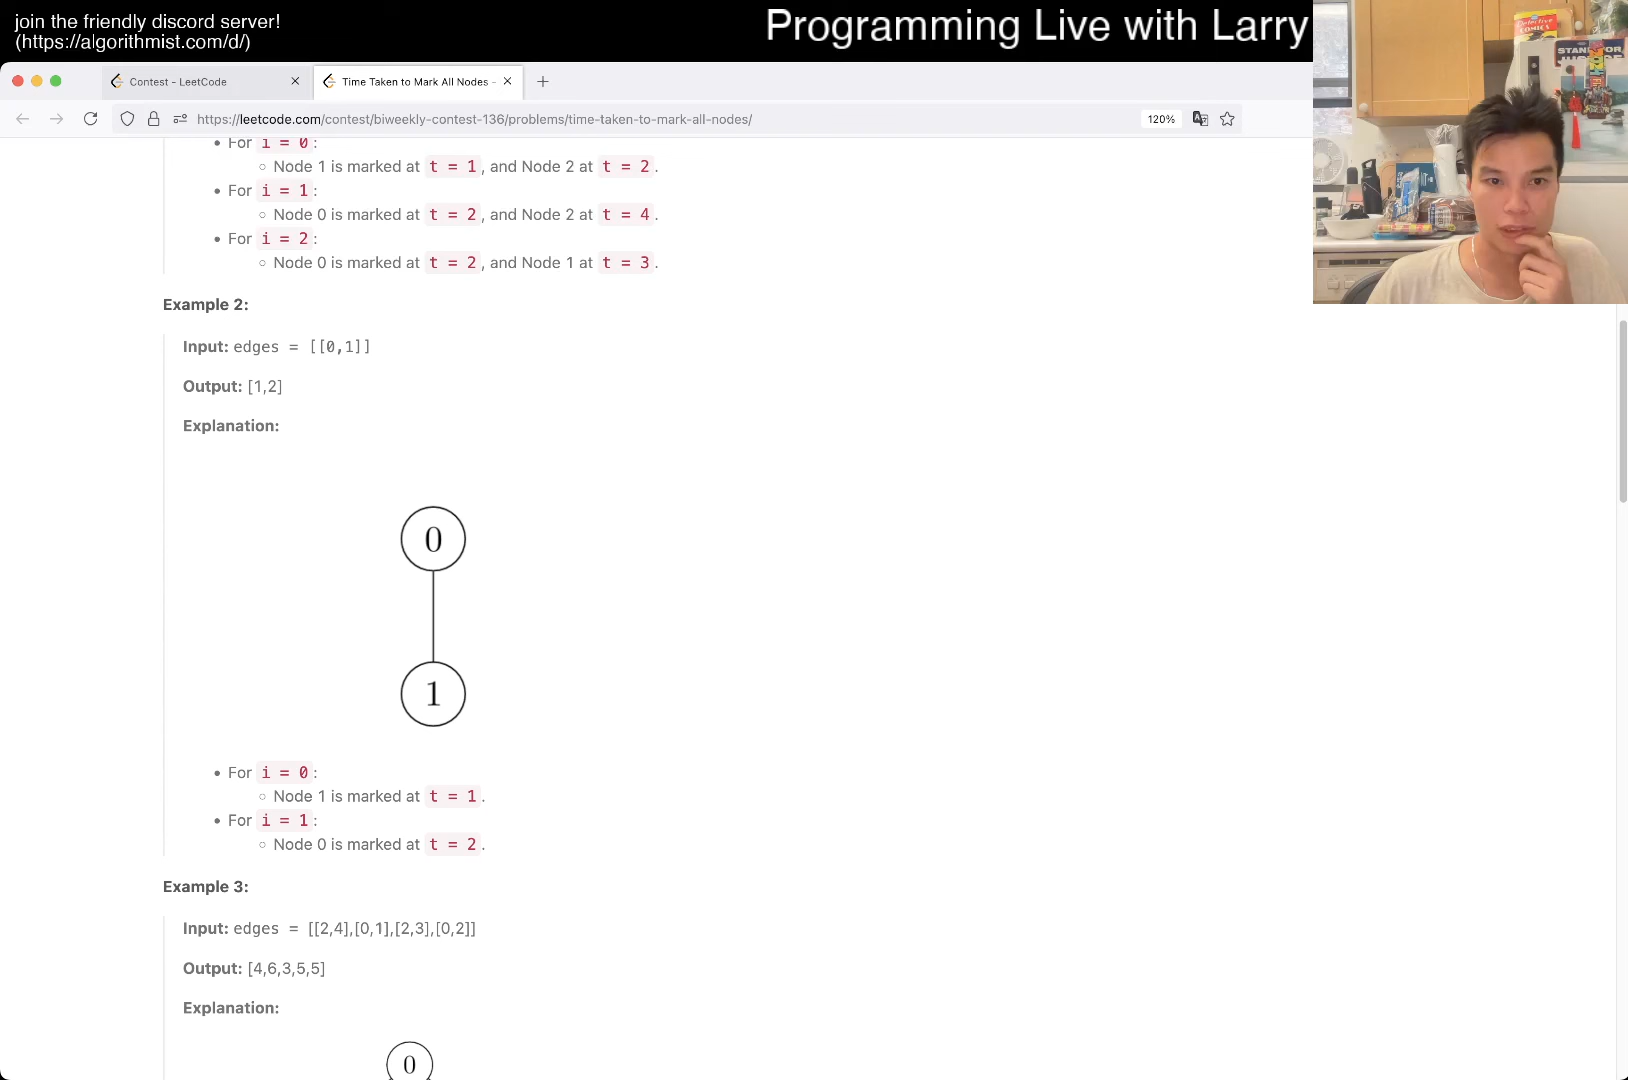 join the friendly discord server!
(https://algorithmist.com/d/)
Programming Live with Larry
Contest - LeetCode
Time Taken to Mark All Nodes -
https://leetcode.com/contest/biweekly-contest-136/problems/time-taken-to-mark-all-nodes/
120%
• For i = 0:
◦ Node 1 is marked at t = 1, and Node 2 at t = 2.
• For i = 1:
◦ Node 0 is marked at t = 2, and Node 2 at t = 4.
• For i = 2:
◦ Node 0 is marked at t = 2, and Node 1 at t = 3.
Example 2:
Input: edges = [[0,1]]
Output: [1,2]
Explanation:
0
1
• For i = 0:
◦ Node 1 is marked at t = 1.
• For i = 1:
◦ Node 0 is marked at t = 2.
Example 3:
Input: edges = [[2,4],[0,1],[2,3],[0,2]]
Output: [4,6,3,5,5]
Explanation:
0